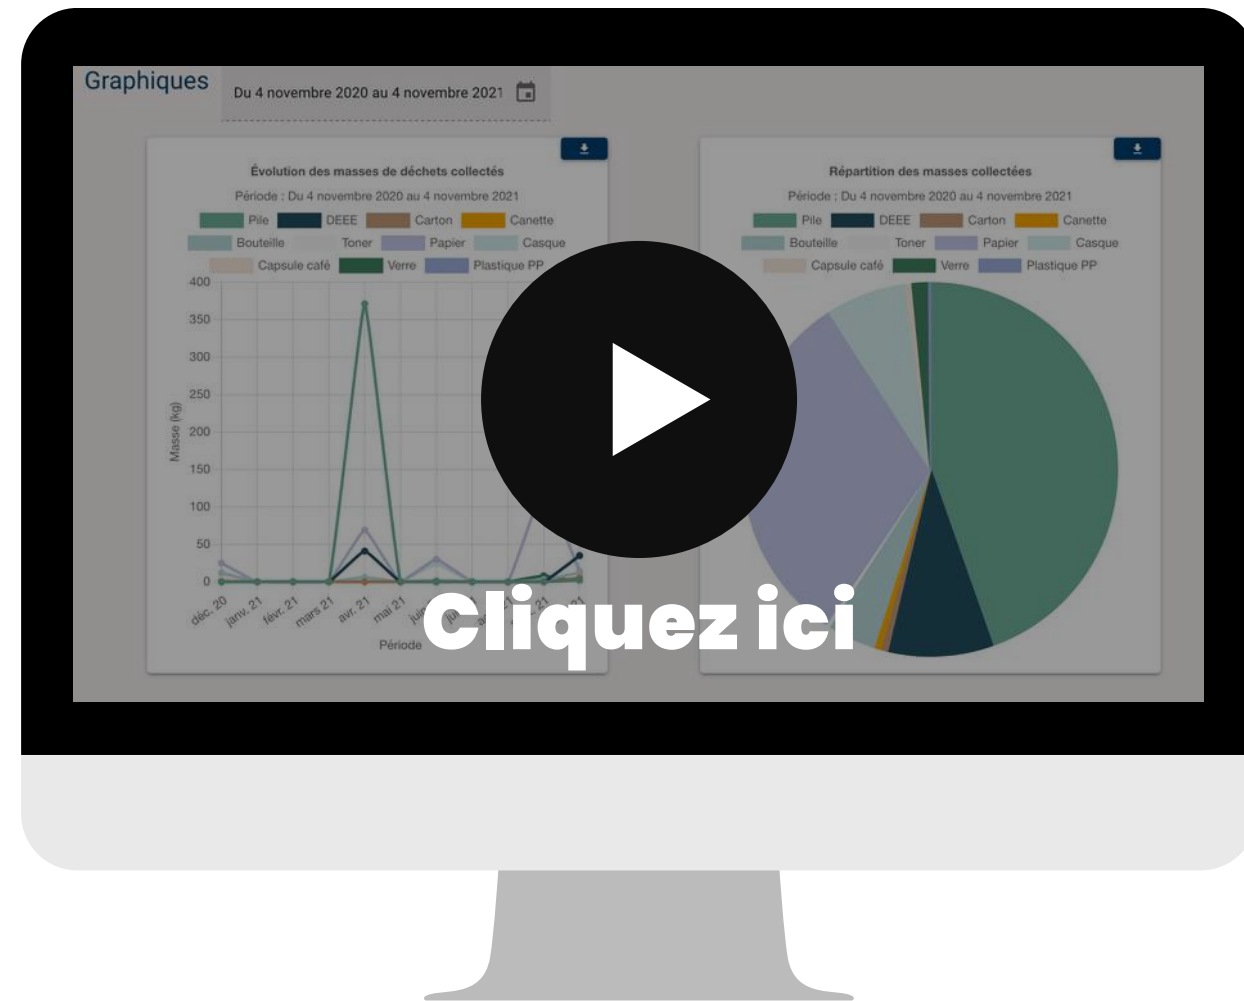 Graphiques
Du 4 novembre 2020 au 4 novembre 2021
Évolution des masses de déchets collectés
Période : Du 4 novembre 2020 au 4 novembre 2021
Pile DEEE Carton Canette
Bouteille Toner Papier Casque
Capsule café Verre Plastique PP
400
350
300
250
200
150
100
50
0
Masse (kg)
déc. 20 janv. 21 févr. 21 mars 21 avr. 21 mai 21
Période
Répartition des masses collectées
Période : Du 4 novembre 2020 au 4 novembre 2021
Pile DEEE Carton Canette
Bouteille Toner Papier Casque
Capsule café Verre Plastique PP
Cliquez ici